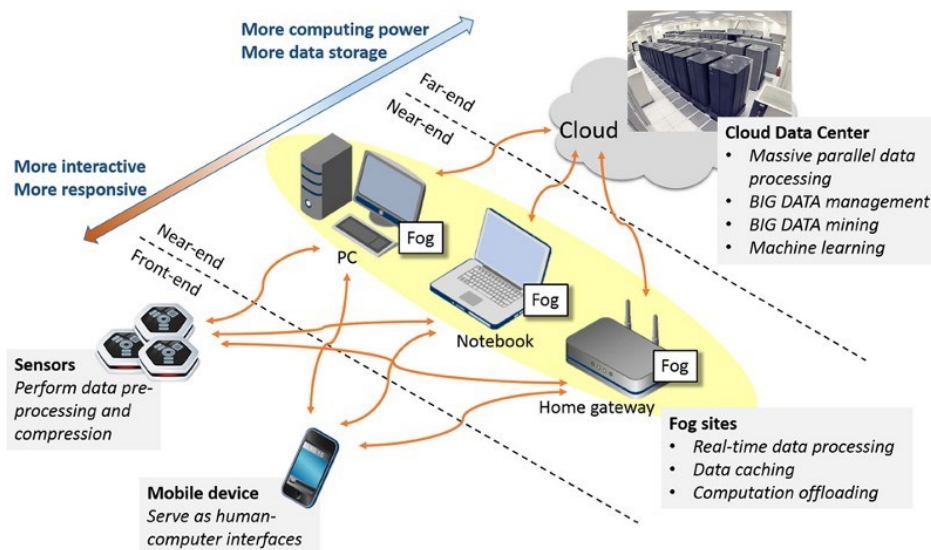 More computing power
More data storage
Far-end
Near-end
Cloud
Cloud Data Center
• Massive parallel data
processing
• BIG DATA management
• BIG DATA mining
• Machine learning
More interactive
More responsive
Near-end
Front-end
Fog
PC
Fog
Notebook
Fog
Home gateway
Sensors
Perform data pre-
processing and
compression
Mobile device
Serve as human-
computer interfaces
Fog sites
• Real-time data processing
• Data caching
• Computation offloading